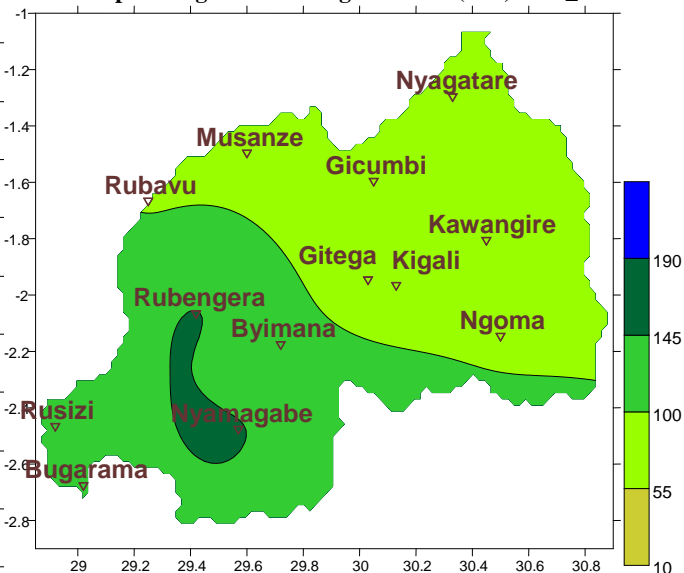 -1
-1.2
Nyagatare
-1.4
Musanze
Gicumbi
-1.6
Rubavu
Kawangire
-1.8
Gitega
Kigali
190
-2
Rubengera
Byimana
Ngoma
145
-2.2
Rusizi
Nyamagabe
100
-2.6
Bugarama
55
-2.8
10
29
29.2
29.4
29.6
29.8
30
30.2
30.4
30.6
30.8